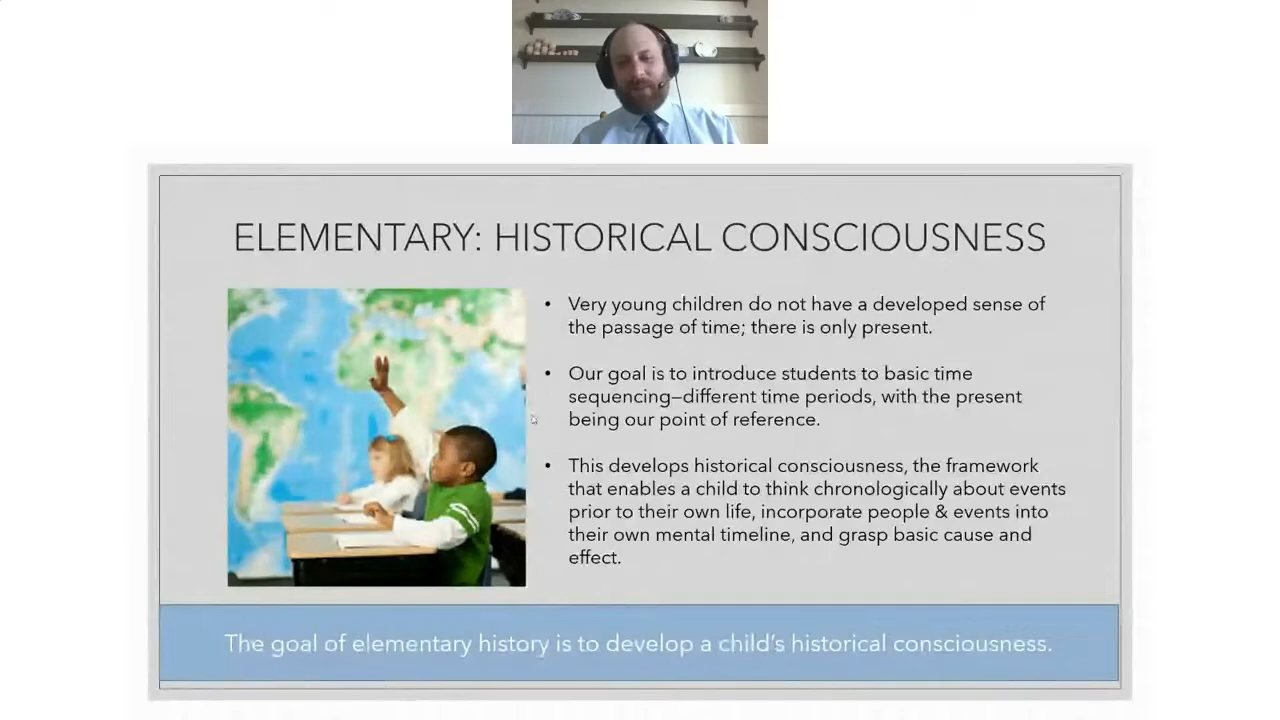 ELEMENTARY: HISTORICAL CONSCIOUSNESS
• Very young children do not have a developed sense of
the passage of time; there is only present.
• Our goal is to introduce students to basic time
sequencing—different time periods, with the present
being our point of reference.
• This develops historical consciousness, the framework
that enables a child to think chronologically about events
prior to their own life, incorporate people & events into
their own mental timeline, and grasp basic cause and
effect.
The goal of elementary history is to develop a child's historical consciousness.